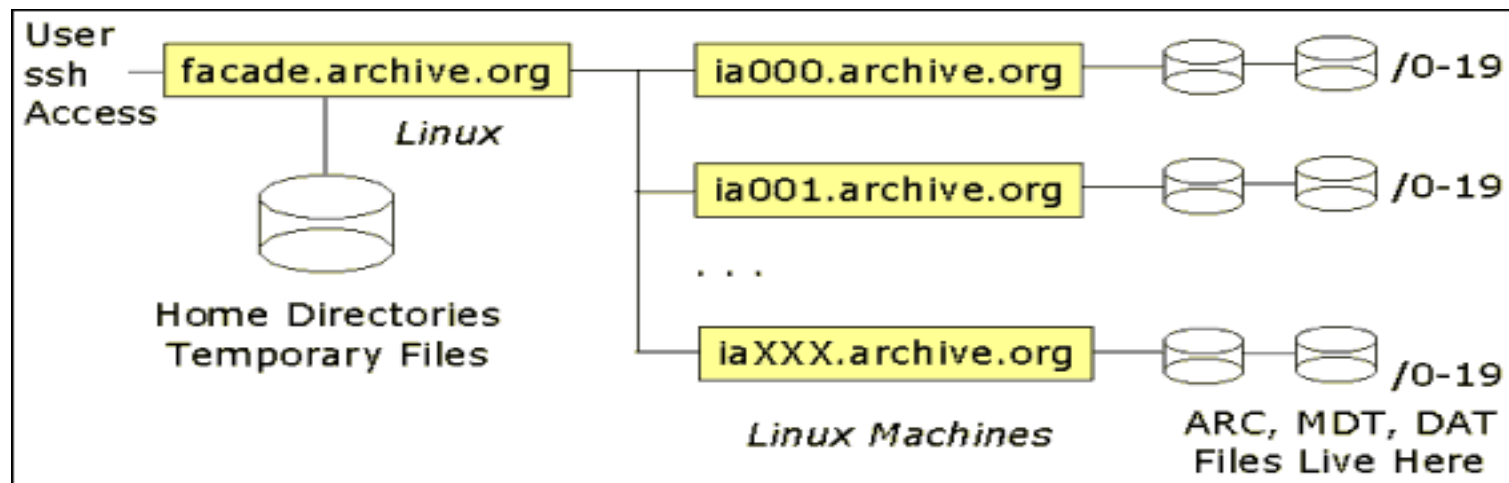 User
ssh
Access
facade.archive.org
Linux
Home Directories
Temporary Files
ia000.archive.org
/0-19
ia001.archive.org
/0-19
. . .
iaXXX.archive.org
/0-19
Linux Machines
ARC, MDT, DAT
Files Live Here